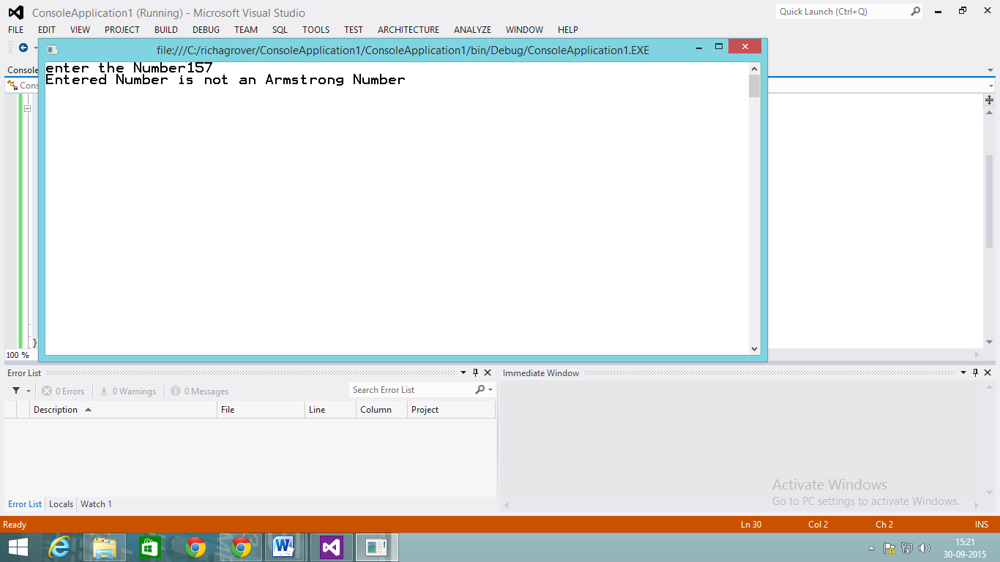 ConsoleApplication1 (Running) - Microsoft Visual Studio
Quick Launch (Ctrl+Q)
FILE EDIT VIEW PROJECT BUILD DEBUG TEAM SQL TOOLS TEST ARCHITECTURE ANALYZE WINDOW HELP
file:///C:/richagrover/ConsoleApplication1/ConsoleApplication1/bin/Debug/ConsoleApplication1.EXE
Console
Cons
enter the Number157
Entered Number is not an Armstrong Number
}
100 %
Error List
Immediate Window
0 Errors 0 Warnings 0 Messages
Search Error List
Description File Line Column Project
Activate Windows
Go to PC settings to activate Windows.
Error List Locals Watch 1
Ready Ln 30 Col 2 Ch 2 INS
15:21
30-09-2015